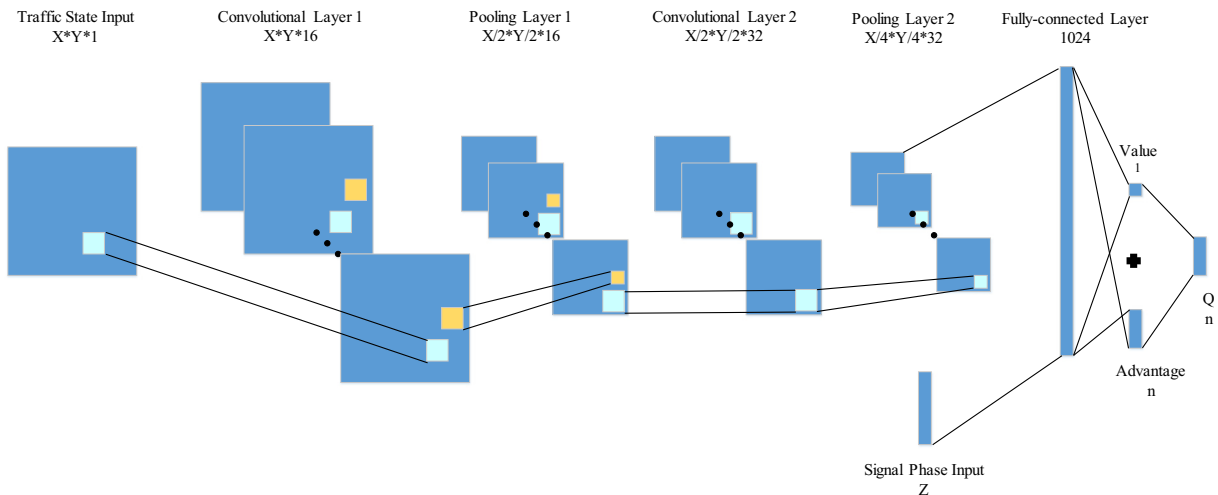 Traffic State Input
X*Y*1
Convolutional Layer 1
X*Y*16
Pooling Layer 1
X/2*Y/2*16
Convolutional Layer 2
X/2*Y/2*32
Pooling Layer 2
X/4*Y/4*32
Fully-connected Layer
1024
Value
1
Q
n
Advantage
n
Signal Phase Input
Z